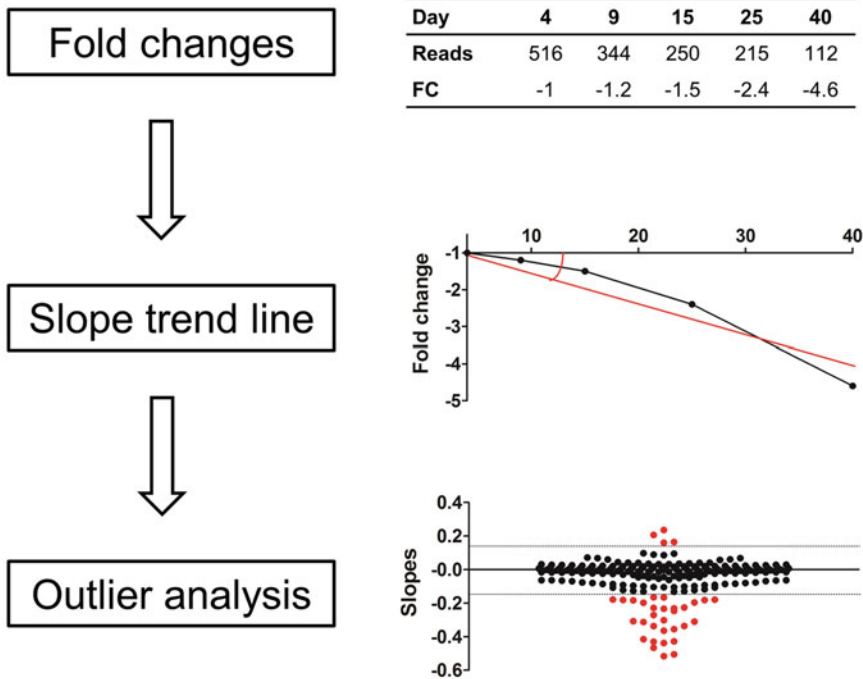 Fold changes
Day 4 9 15 25 40
Reads 516 344 250 215 112
FC -1 -1.2 -1.5 -2.4 -4.6
Slope trend line
10 20 30 40
-1
-2
-3
-4
-5
Fold change
Outlier analysis
0.4
0.2
-0.0
-0.2
-0.4
-0.6
Slopes